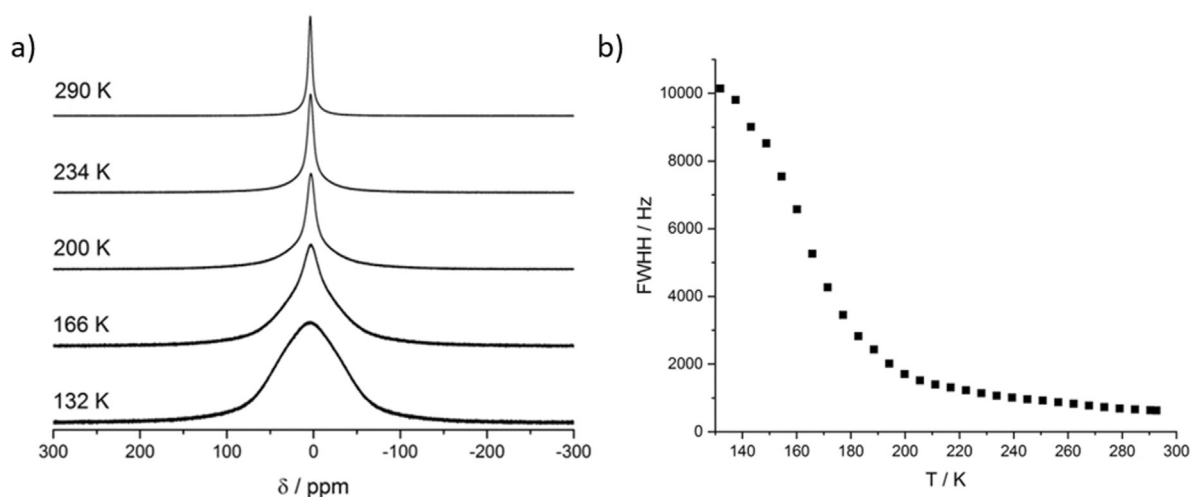 a)
290 K
234 K
200 K
166 K
132 K
300 200 100 0 -100 -200 -300
δ / ppm
b)
FWHH / Hz
10000
8000
6000
4000
2000
0
140 160 180 200 220 240 260 280 300
T / K